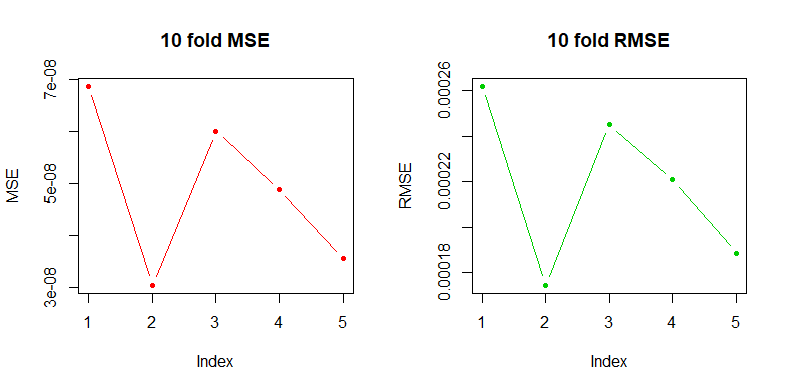 10 fold MSE
7e-08
5e-08
3e-08
MSE
1 2 3 4 5
Index
10 fold RMSE
0.00026
0.00022
0.00018
RMSE
1 2 3 4 5
Index